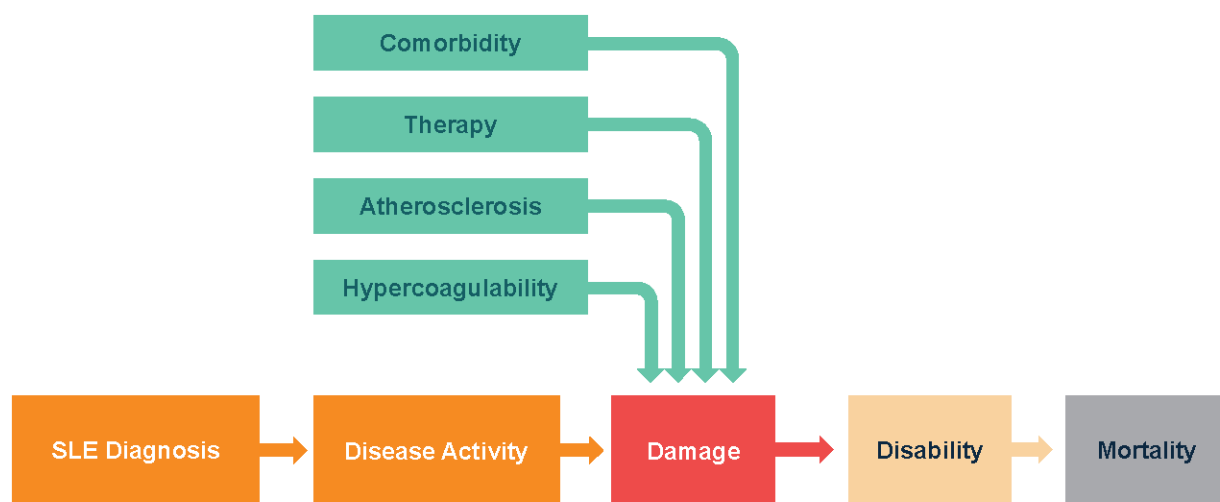 Comorbidity
Therapy
Atherosclerosis
Hypercoagulability
SLE Diagnosis
Disease Activity
Damage
Disability
Mortality